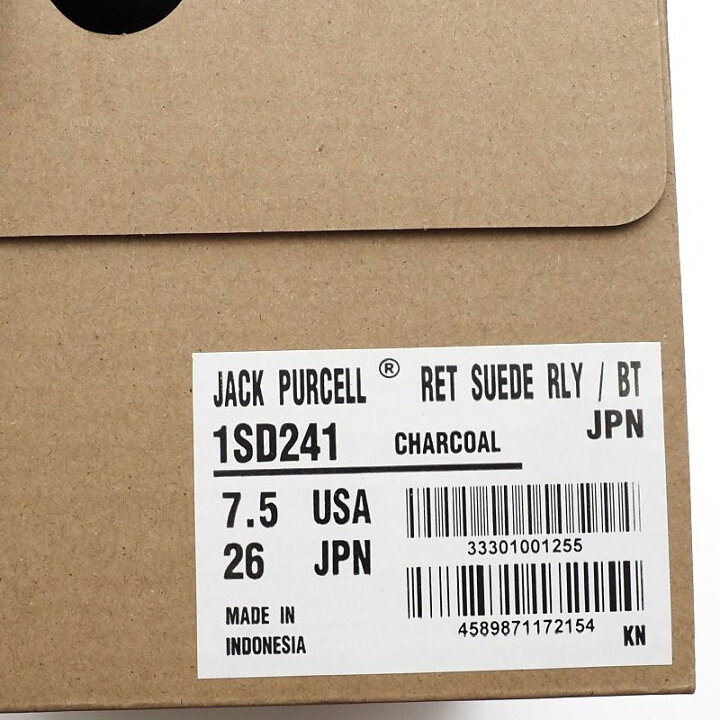 JACK PURCELL ® RET SUEDE RLY / BT
1SD241 CHARCOAL JPN
7.5 USA
26 JPN
33301001255
MADE IN
INDONESIA
4589871172154 KN